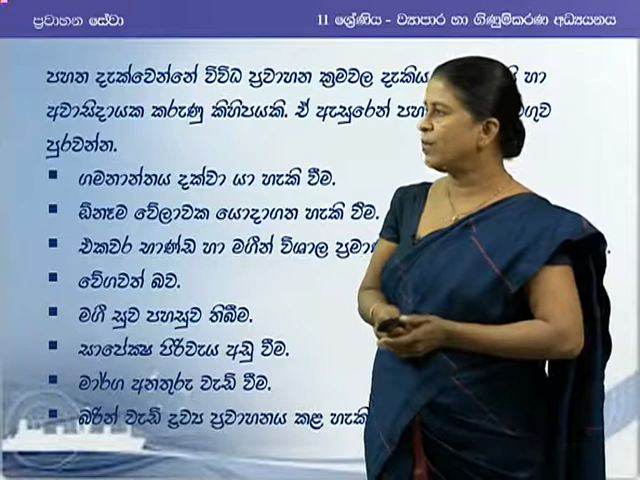 ප්‍රවාහන සේවා
11 ශ්‍රේණිය - ව්‍යාපාර හා ගිණුම්කරණ අධ්‍යයනය
පහත දැක්වෙන්නේ විවිධ ප්‍රවාහන ක්‍රමවල දැකිය හා
අවාසිදායක කරුණු කිහිපයකි. ඒ ඇසුරෙන්
පුරවන්න.
ගමනාන්තය දක්වා යා හැකි වීම.
ඕනෑම වේලාවක යොදාගත හැකි වීම.
එකවර භාණ්ඩ හා මගීන් විශාල
වේගවත් බව.
මගී සුව පහසුව තිබීම.
සාපේක්ෂ පිරිවැය අඩු වීම.
මාර්ග අනතුරු වැඩි වීම.
බරින් වැඩි ද්‍රව්‍ය ප්‍රවාහනය කළ හැකි